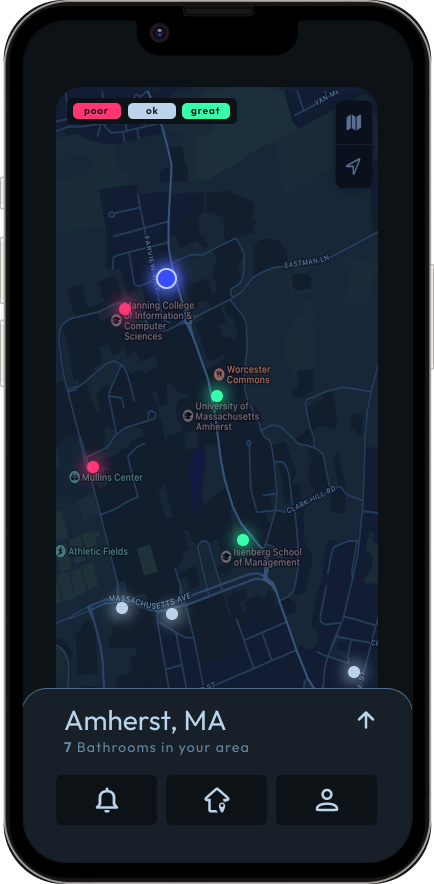 poor ok great
VAN ME
FARVIEW
EASTMAN LN
Manning College
of Information &
Computer
Sciences
Worcester
Commons
University of
Massachusetts
Amherst
Mullins Center
CLARK HILL RD
Athletic Fields
Isenberg School
of Management
MASSACHUSETTS AVE
ST
Amherst, MA
7 Bathrooms in your area